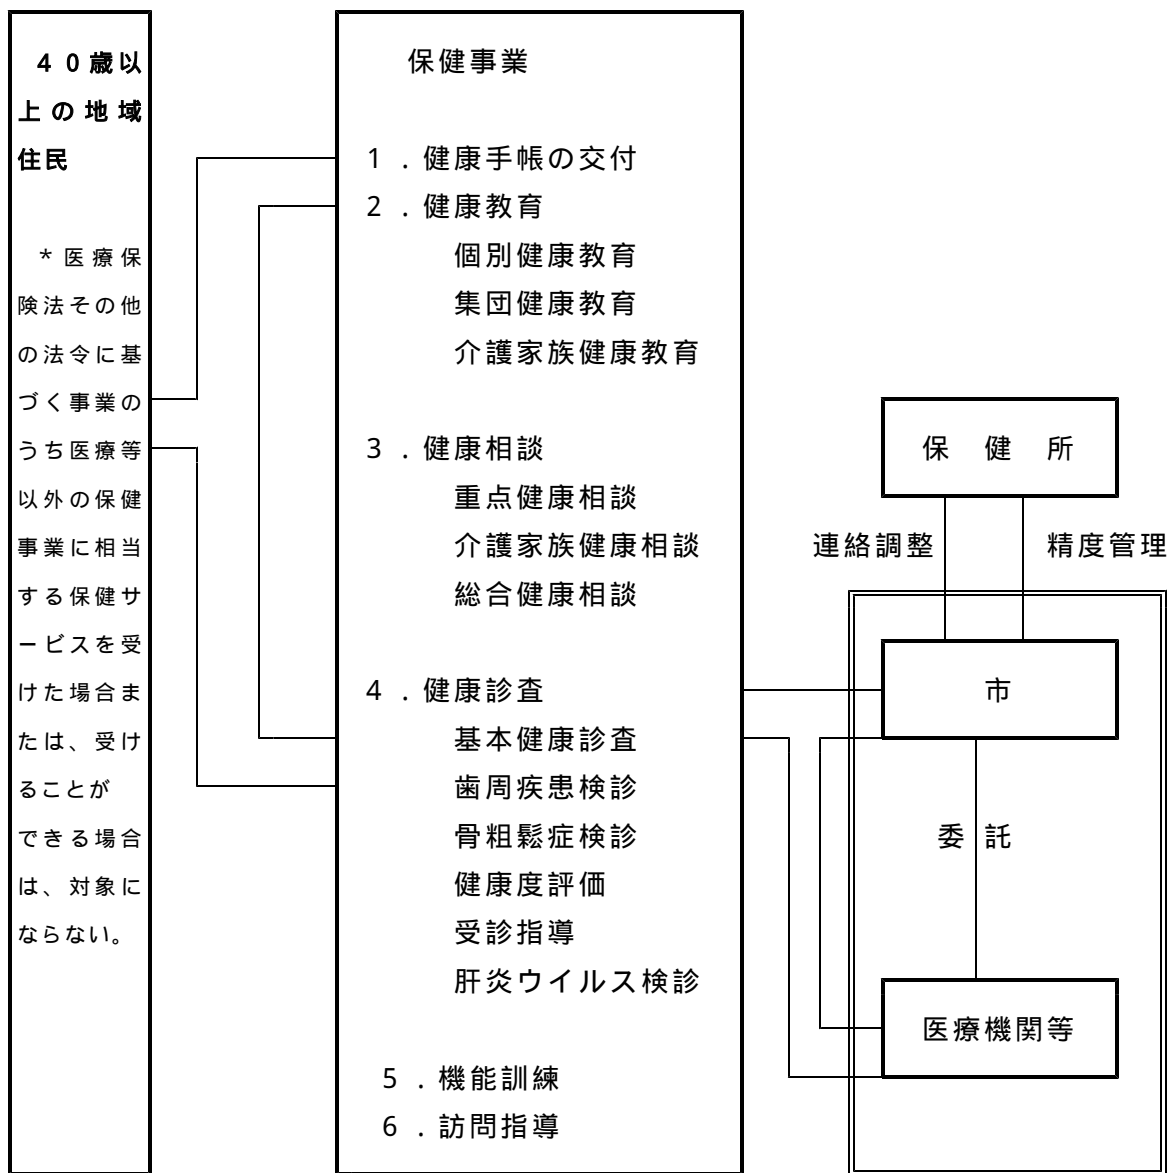 ４０歳以
上の地域
住民
＊医療保
険法その他
の法令に基
づく事業の
うち医療等
以外の保健
事業に相当
する保健サ
ービスを受
けた場合ま
たは、受け
ることが
できる場合
は、対象に
ならない。
保健事業
１．健康手帳の交付
２．健康教育
個別健康教育
集団健康教育
介護家族健康教育
３．健康相談
重点健康相談
介護家族健康相談
総合健康相談
４．健康診査
基本健康診査
歯周疾患検診
骨粗鬆症検診
健康度評価
受診指導
肝炎ウイルス検診
５．機能訓練
６．訪問指導
保　健　所
連絡調整
精度管理
市
委託
医療機関等